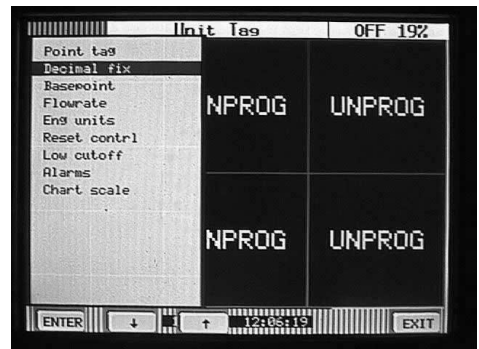 Unit Tag OFF 19%
Point tag
Decimal fix
Basepoint
Flowrate
Eng units
Reset contrl
Low cutoff
Alarms
Chart scale
NPROG UNPROG
NPROG UNPROG
ENTER ↓ ↑ 12:06:19 EXIT